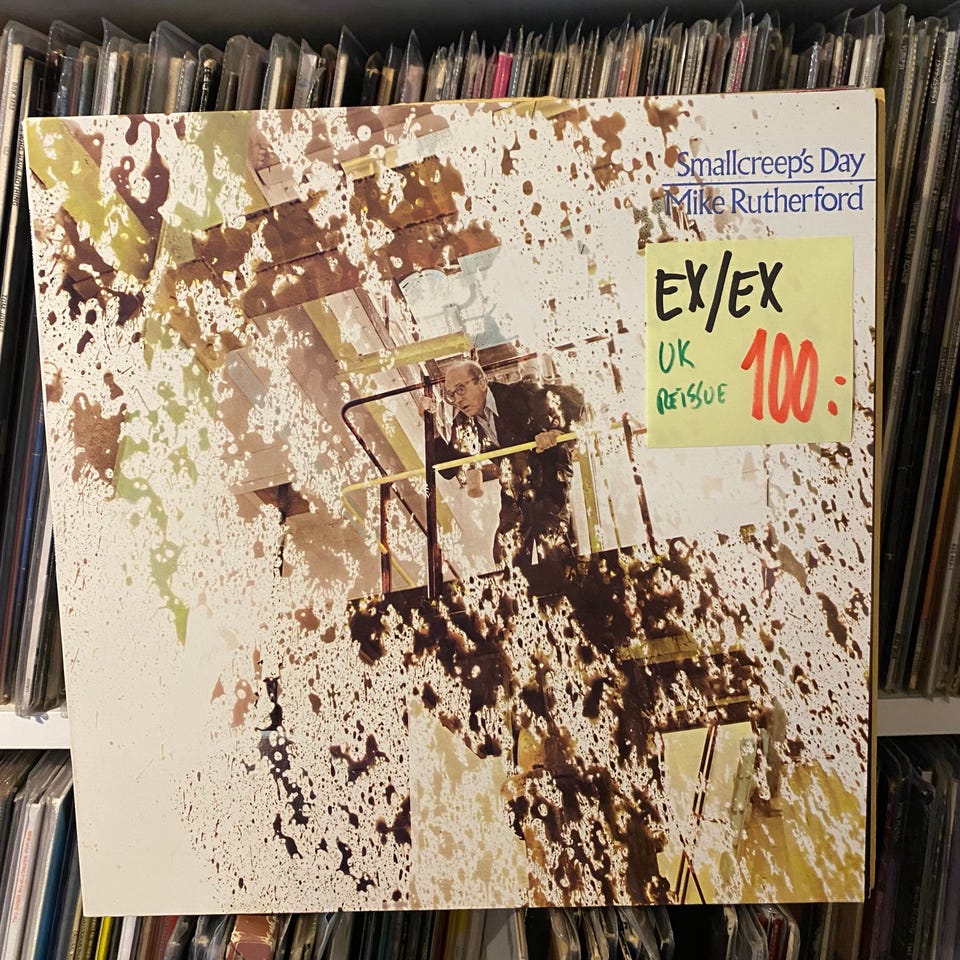 Smallcreep's Day
Mike Rutherford
EX/EX
UK
REISSUE
100: